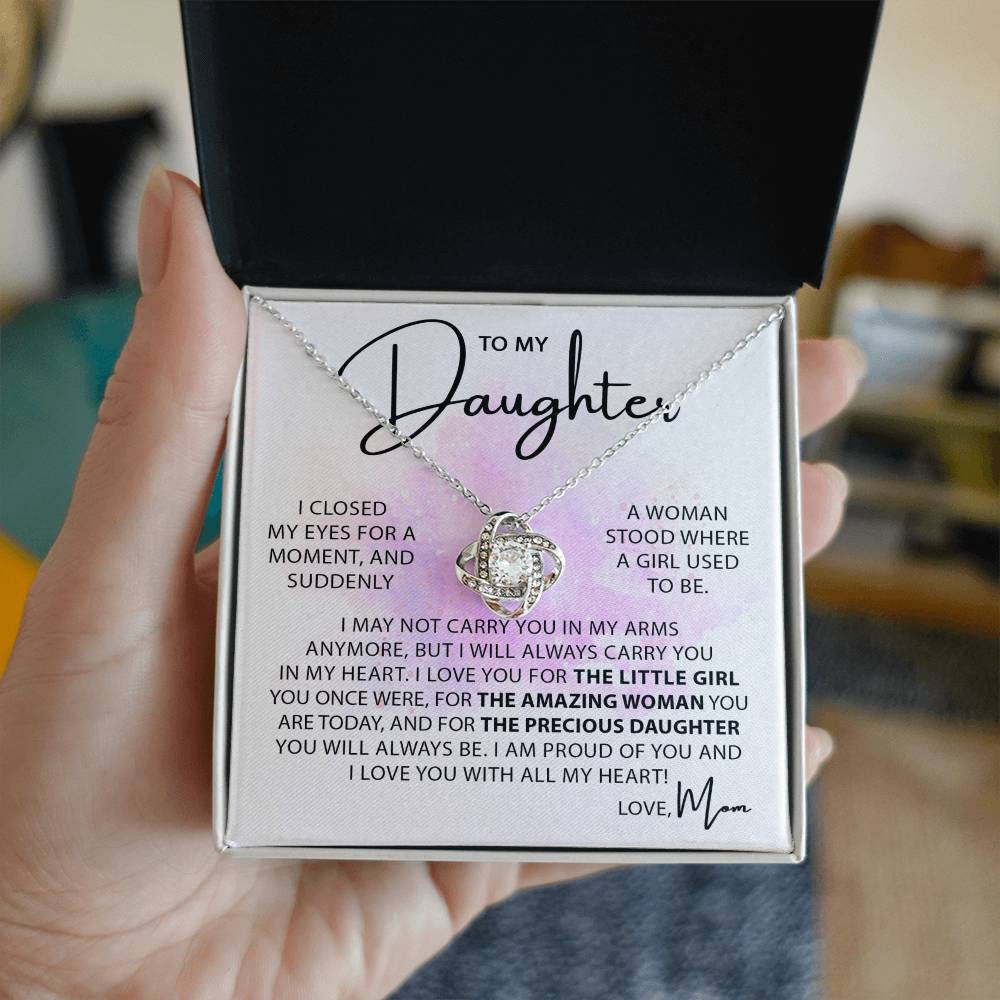 TO MY
Daughter
I CLOSED
MY EYES FOR A
MOMENT, AND
SUDDENLY
A WOMAN
STOOD WHERE
A GIRL USED
TO BE.
I MAY NOT CARRY YOU IN MY ARMS
ANYMORE, BUT I WILL ALWAYS CARRY YOU
IN MY HEART. I LOVE YOU FOR THE LITTLE GIRL
YOU ONCE WERE, FOR THE AMAZING WOMAN YOU
ARE TODAY, AND FOR THE PRECIOUS DAUGHTER
YOU WILL ALWAYS BE. I AM PROUD OF YOU AND
I LOVE YOU WITH ALL MY HEART!
LOVE, Mom